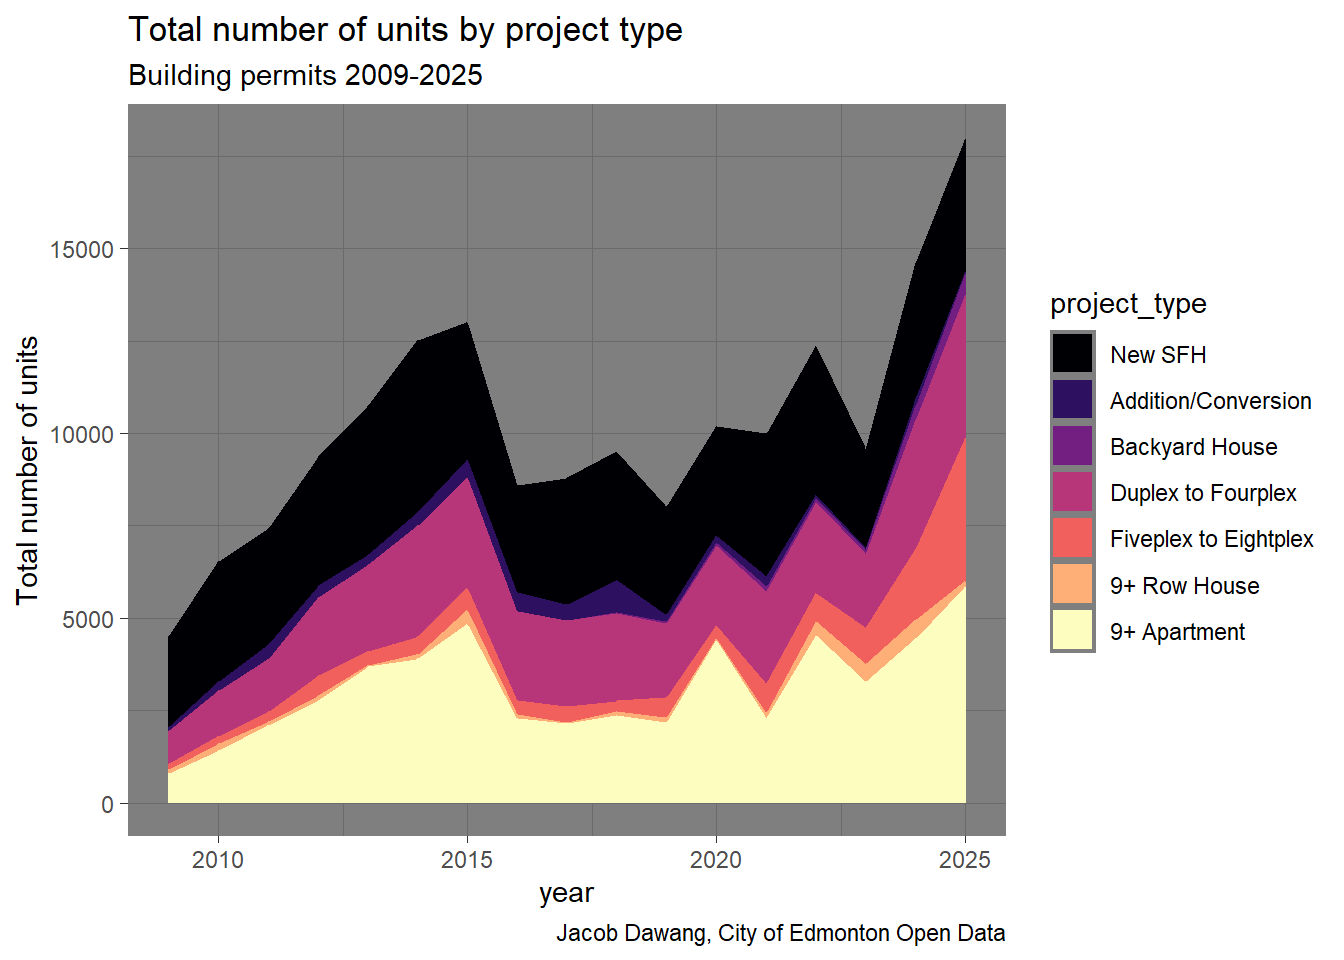 Total number of units by project type
Building permits 2009-2025
Total number of units
15000
10000
5000
0
2010
2015
2020
2025
year
project_type
New SFH
Addition/Conversion
Backyard House
Duplex to Fourplex
Fiveplex to Eightplex
9+ Row House
9+ Apartment
Jacob Dawang, City of Edmonton Open Data